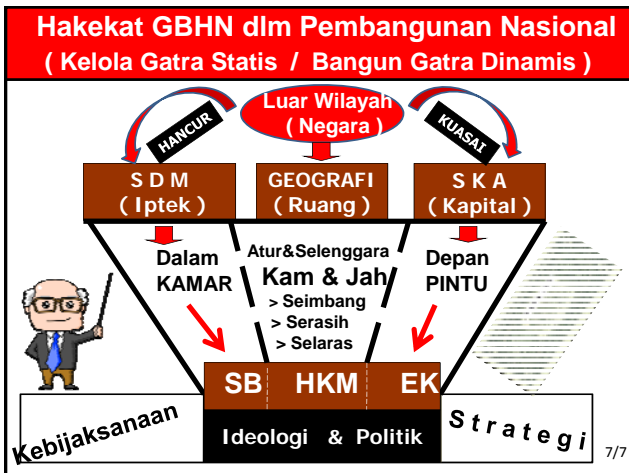 Hakekat GBHN dlm Pembangunan Nasional
( Kelola Gatra Statis / Bangun Gatra Dinamis )
Luar Wilayah
( Negara )
HANCUR
KUASAI
S D M
( Iptek )
GEOGRAFI
( Ruang )
S K A
( Kapital )
Dalam
KAMAR
Atur&Selenggara
Kam & Jah
> Seimbang
> Serasih
> Selaras
Depan
PINTU
SB HKM EK
Ideologi & Politik
Kebijaksanaan
Strategi
7/7